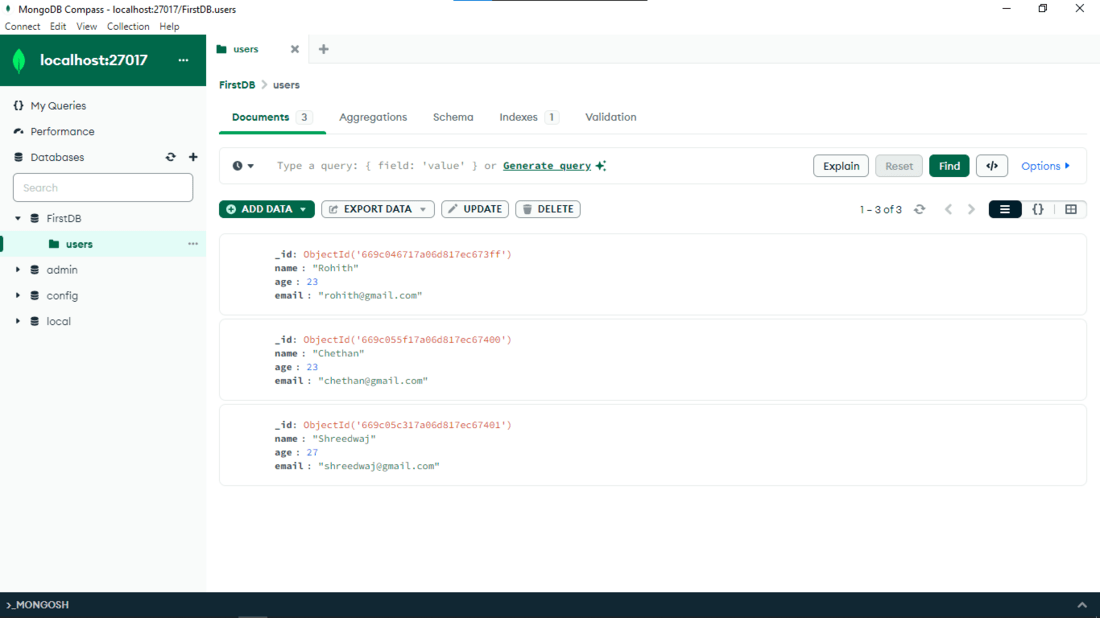 MongoDB Compass - localhost:27017/FirstDB.users
Connect Edit View Collection Help
localhost:27017 ...
{} My Queries
Performance
Databases
Search
FirstDB
users ...
admin
config
local
users
FirstDB > users
Documents 3 Aggregations Schema Indexes 1 Validation
Type a query: { field: 'value' } or Generate query Explain Reset Find </> Options
ADD DATA EXPORT DATA UPDATE DELETE 1 – 3 of 3 {}
_id: ObjectId('669c046717a06d817ec673ff')
name : "Rohith"
age : 23
email : "rohith@gmail.com"
_id: ObjectId('669c055f17a06d817ec67400')
name : "Chethan"
age : 23
email : "chethan@gmail.com"
_id: ObjectId('669c05c317a06d817ec67401')
name : "Shreedwaj"
age : 27
email : "shreedwaj@gmail.com"
>_MONGOSH